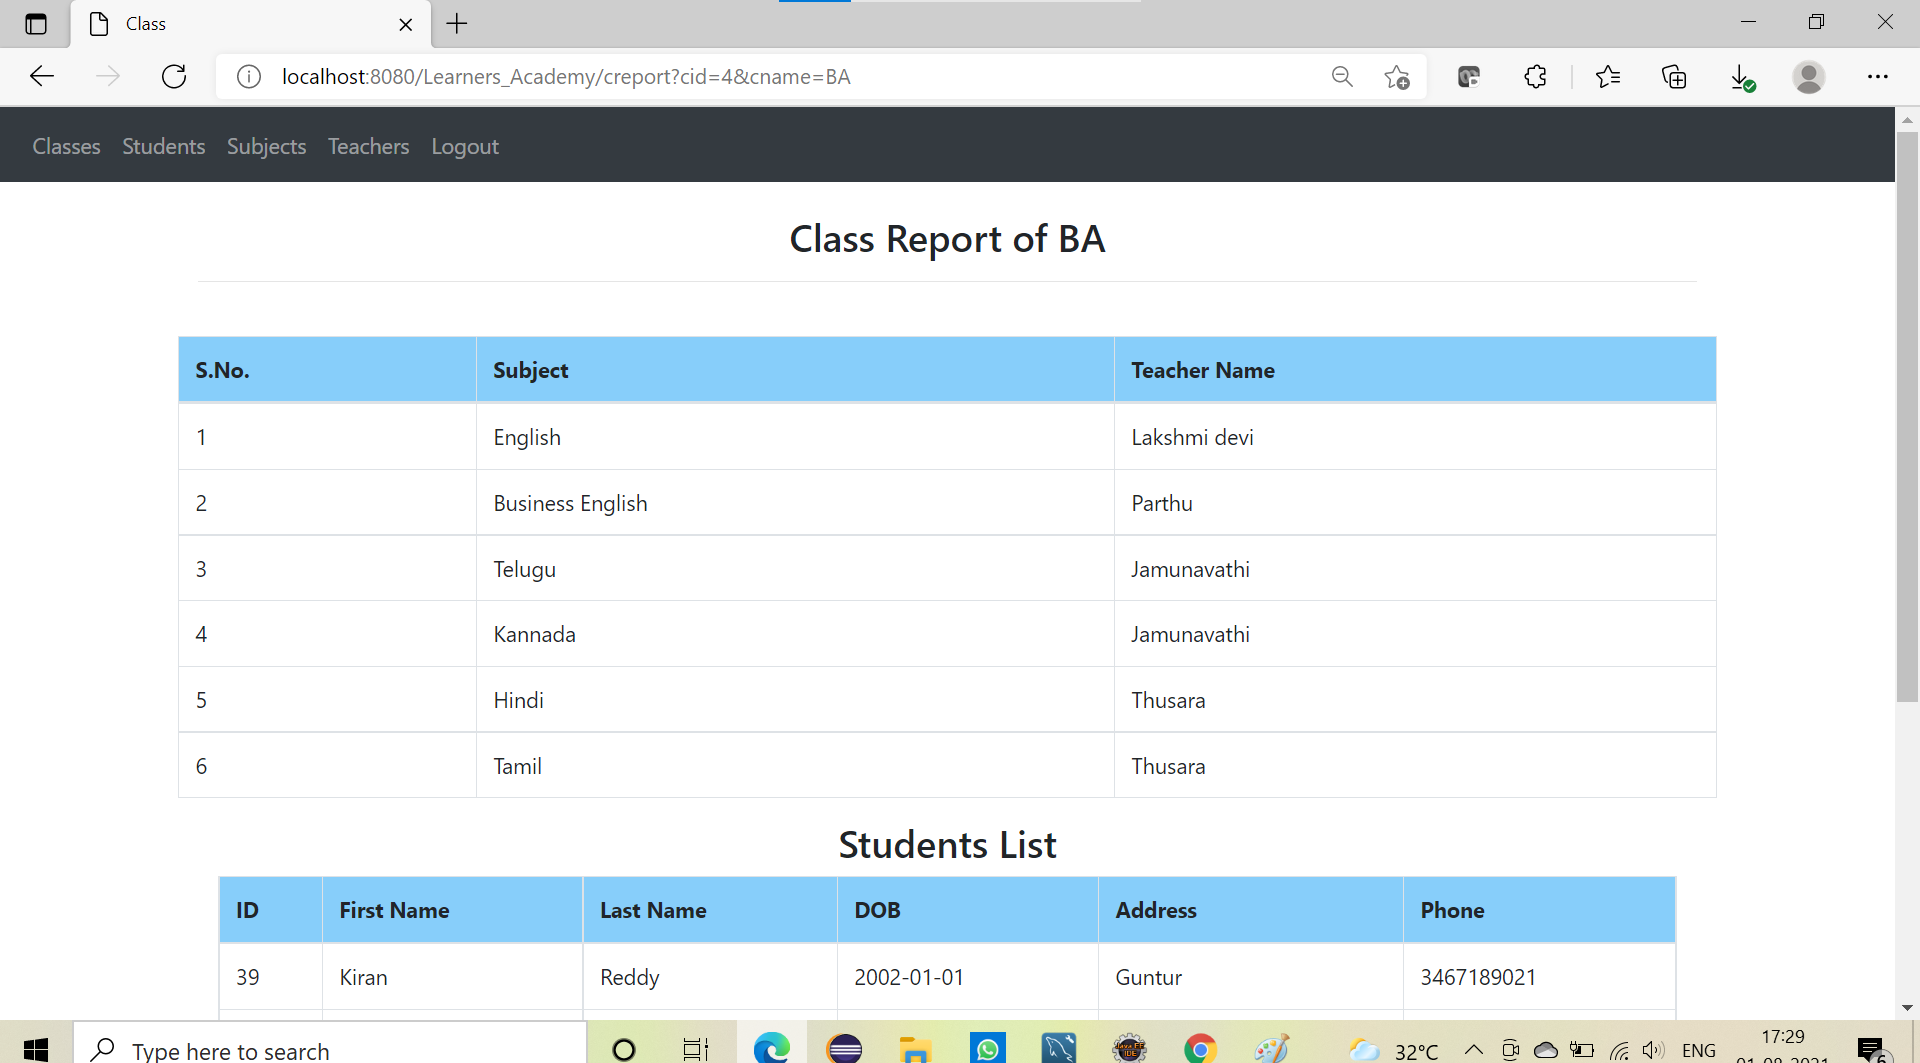 Class
localhost:8080/Learners_Academy/creport?cid=4&cname=BA
Classes Students Subjects Teachers Logout
Class Report of BA
S.No. Subject Teacher Name
1 English Lakshmi devi
2 Business English Parthu
3 Telugu Jamunavathi
4 Kannada Jamunavathi
5 Hindi Thusara
6 Tamil Thusara
Students List
ID First Name Last Name DOB Address Phone
39 Kiran Reddy 2002-01-01 Guntur 3467189021
Type here to search
32°C ENG 17:29